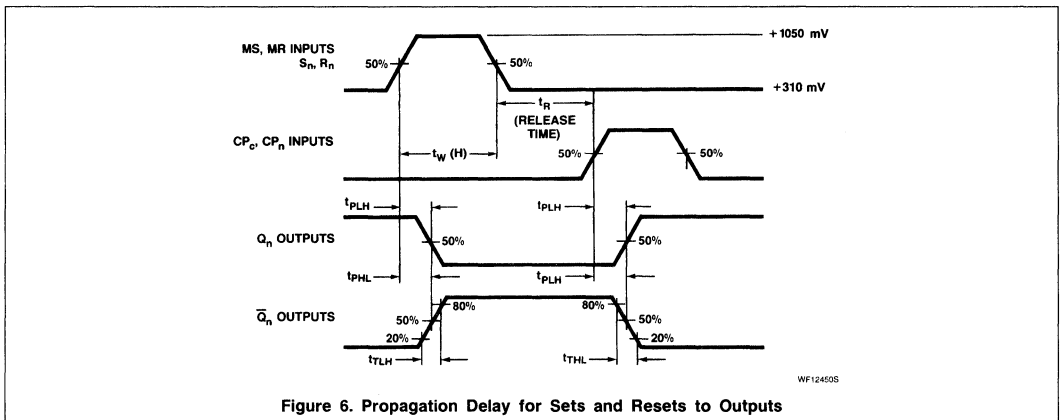 MS, MR INPUTS
Sn, Rn
50%
50%
+1050 mV
+310 mV
tR
(RELEASE
TIME)
CPc, CPn INPUTS
tW (H)
50%
50%
tPLH
tPLH
Qn OUTPUTS
50%
50%
tPHL
tPLH
Q̅n OUTPUTS
80%
50%
20%
80%
50%
20%
tTLH
tTHL
WF12450S
Figure 6. Propagation Delay for Sets and Resets to Outputs